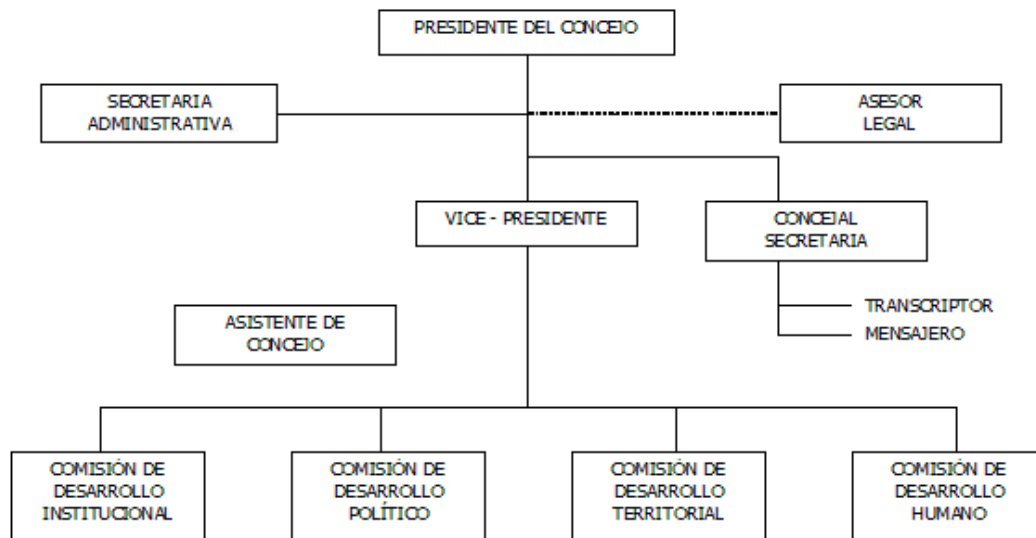 PRESIDENTE DEL CONCEJO
SECRETARIA
ADMINISTRATIVA
ASESOR
LEGAL
VICE - PRESIDENTE
CONCEJAL
SECRETARIA
TRANSCRIPTOR
MENSAJERO
ASISTENTE DE
CONCEJO
COMISIÓN DE
DESARROLLO
INSTITUCIONAL
COMISIÓN DE
DESARROLLO
POLÍTICO
COMISIÓN DE
DESARROLLO
TERRITORIAL
COMISIÓN DE
DESARROLLO
HUMANO